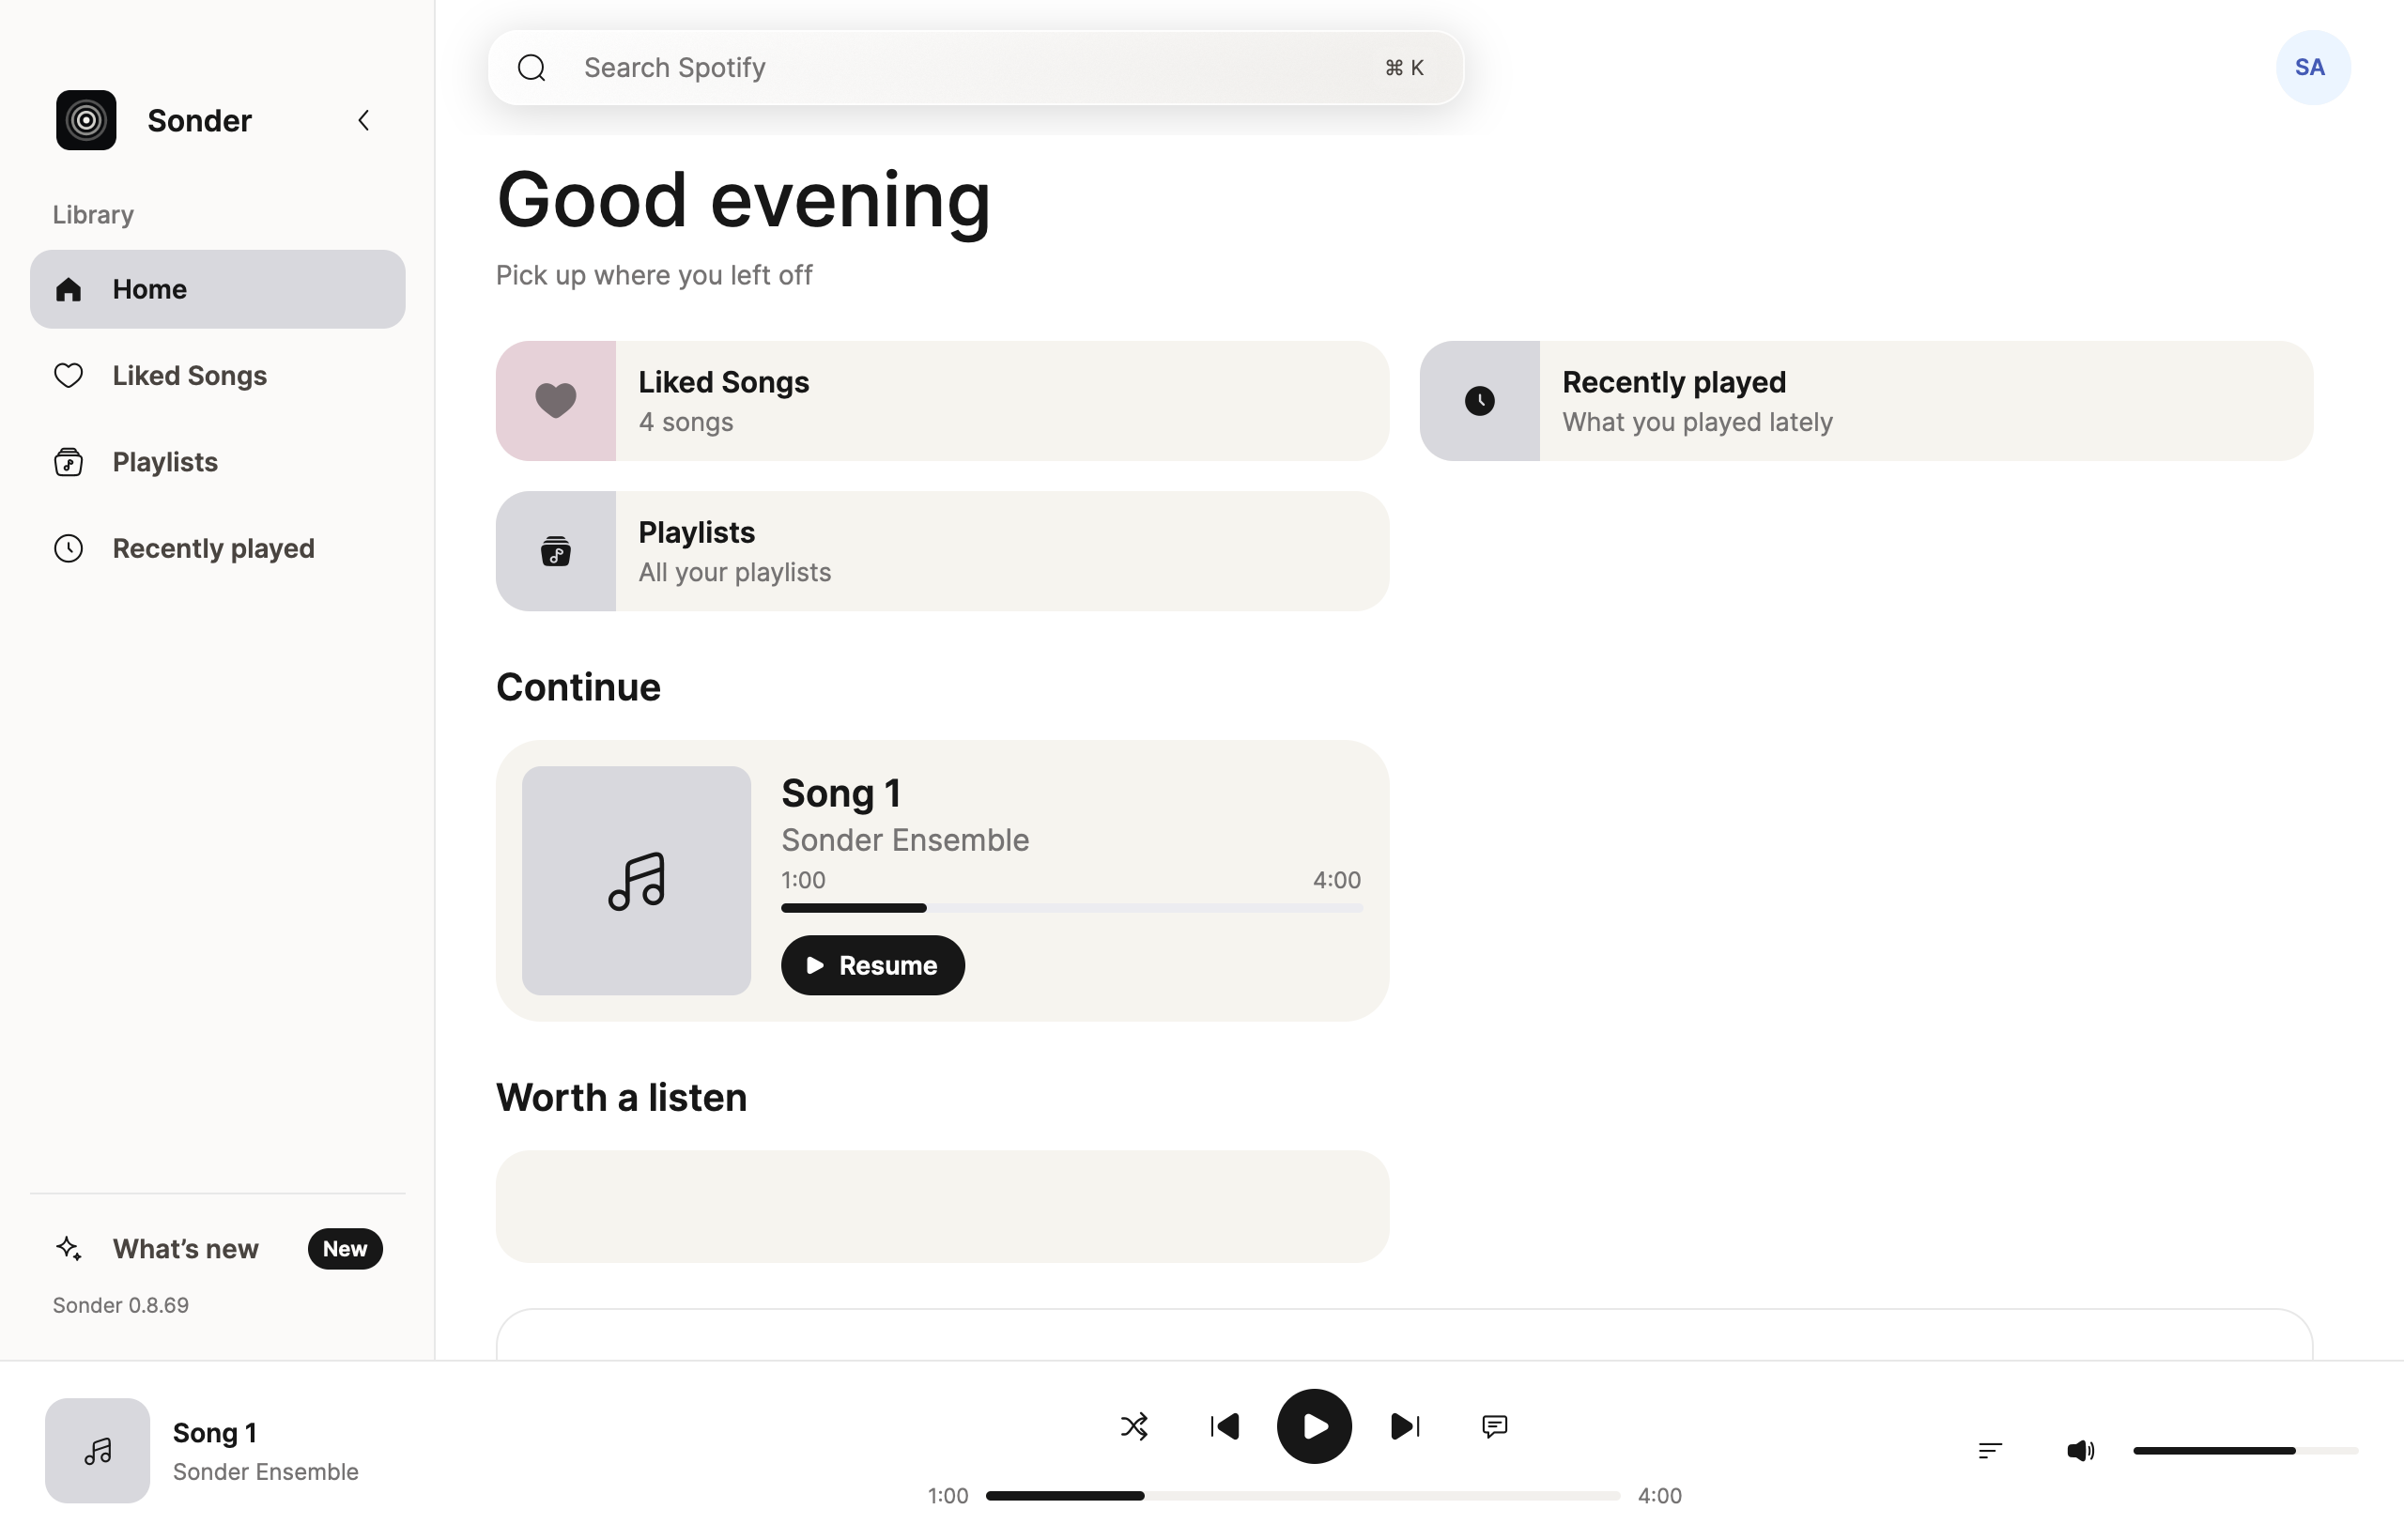 Sonder
Library
Home
Liked Songs
Playlists
Recently played
What’s new New
Sonder 0.8.69
Search Spotify ⌘ K
SA
Good evening
Pick up where you left off
Liked Songs
4 songs
Recently played
What you played lately
Playlists
All your playlists
Continue
Song 1
Sonder Ensemble
1:00 4:00
Resume
Worth a listen
Song 1
Sonder Ensemble
1:00 4:00